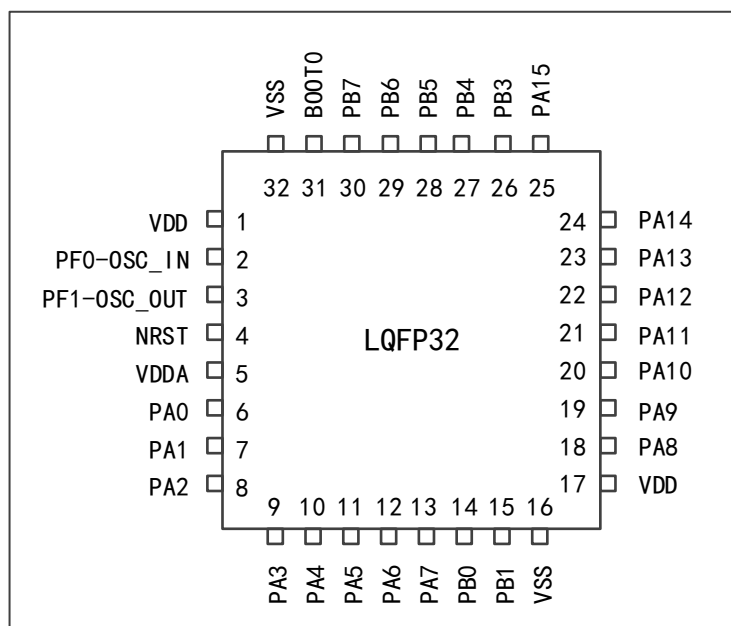 VSS BOOT0 PB7 PB6 PB5 PB4 PB3 PA15
32 31 30 29 28 27 26 25
VDD 1 24 PA14
PF0-OSC_IN 2 23 PA13
PF1-OSC_OUT 3 22 PA12
NRST 4 21 PA11
LQFP32
VDDA 5 20 PA10
PA0 6 19 PA9
PA1 7 18 PA8
PA2 8 17 VDD
9 10 11 12 13 14 15 16
PA3 PA4 PA5 PA6 PA7 PB0 PB1 VSS